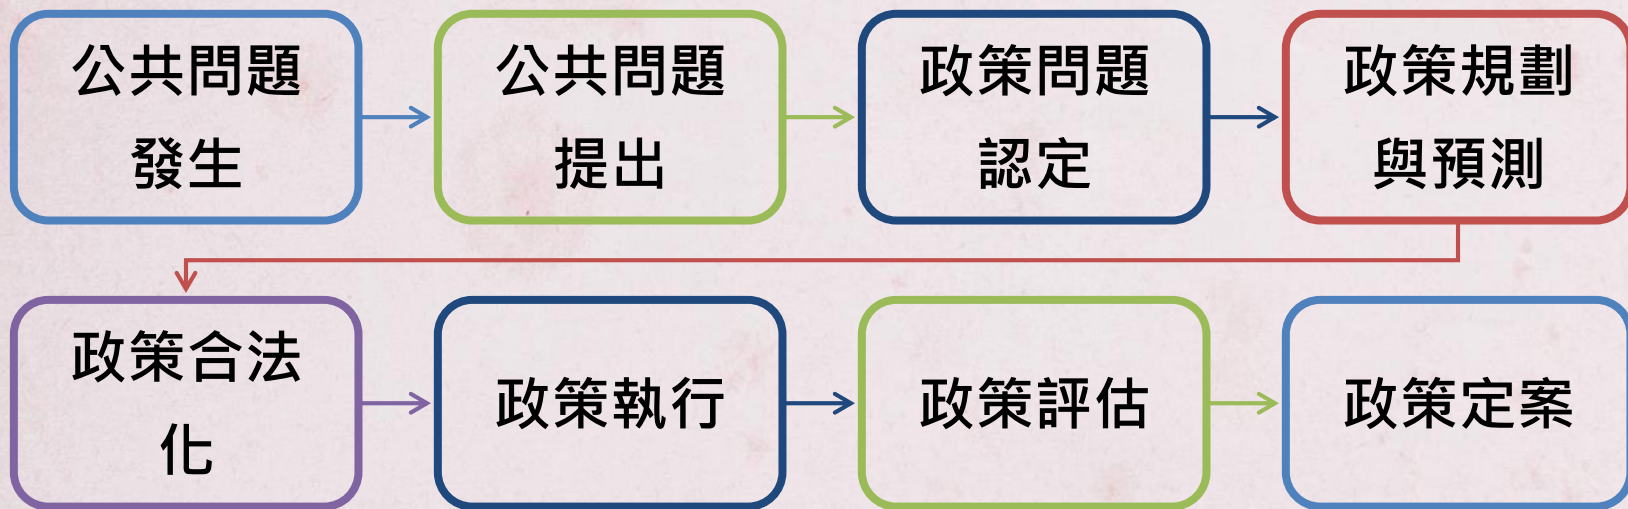 公共問題
發生
公共問題
提出
政策問題
認定
政策規劃
與預測
政策合法
化
政策執行
政策評估
政策定案